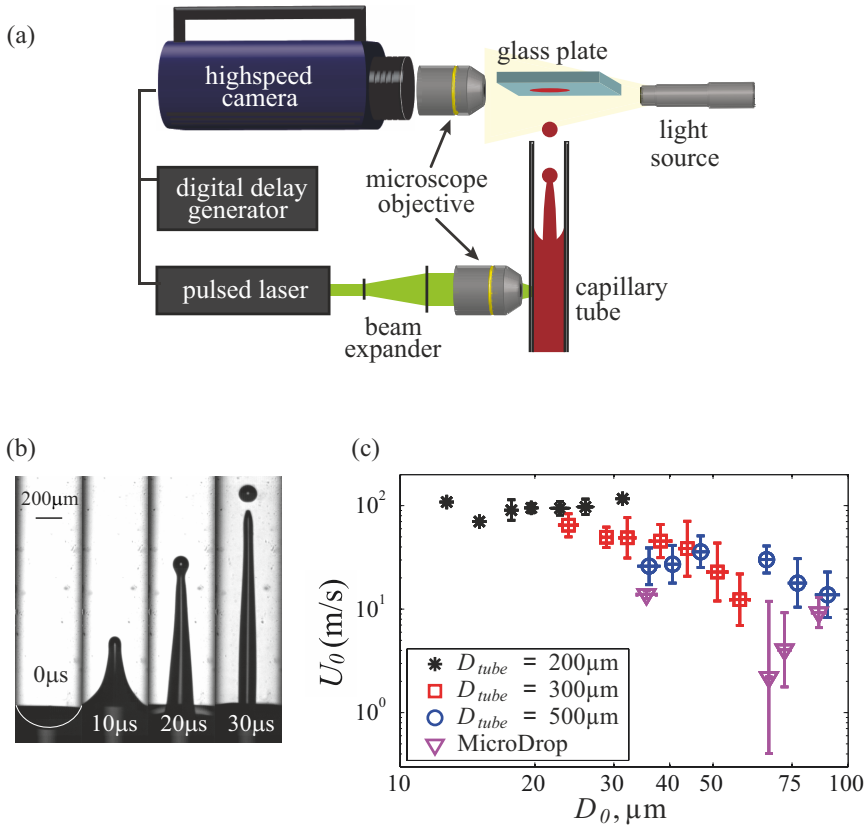 (a)
highspeed
camera
glass plate
light
source
microscope
objective
digital delay
generator
pulsed laser
beam
expander
capillary
tube
(b)
200µm
0µs
10µs
20µs
30µs
(c)
U₀ (m/s)
10²
10¹
10⁰
D_tube = 200µm
D_tube = 300µm
D_tube = 500µm
MicroDrop
10 20 30 40 50 75 100
D₀, µm